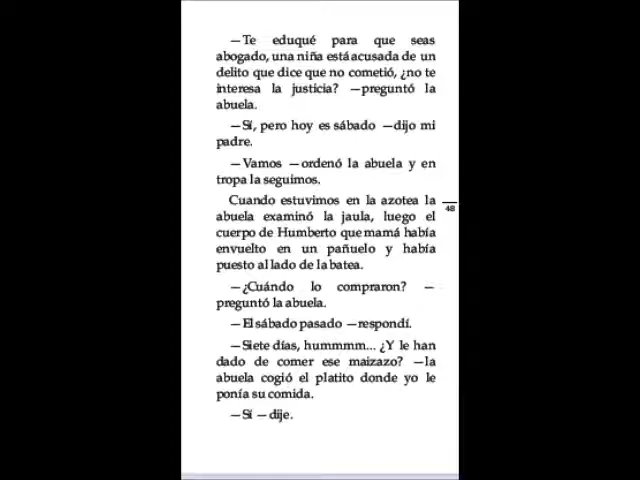 —Te eduqué para que seas
abogado, una niña está acusada de un
delito que dice que no cometió, ¿no te
interesa la justicia? —preguntó la
abuela.
—Sí, pero hoy es sábado —dijo mi
padre.
—Vamos —ordenó la abuela y en
tropa la seguimos.
Cuando estuvimos en la azotea la
abuela examinó la jaula, luego el
cuerpo de Humberto que mamá había
envuelto en un pañuelo y había
puesto al lado de la batea.
—¿Cuándo lo compraron? —
preguntó la abuela.
—El sábado pasado —respondí.
—Siete días, hummmm... ¿Y le han
dado de comer ese maizazo? —la
abuela cogió el platito donde yo le
ponía su comida.
—Sí —dije.
48